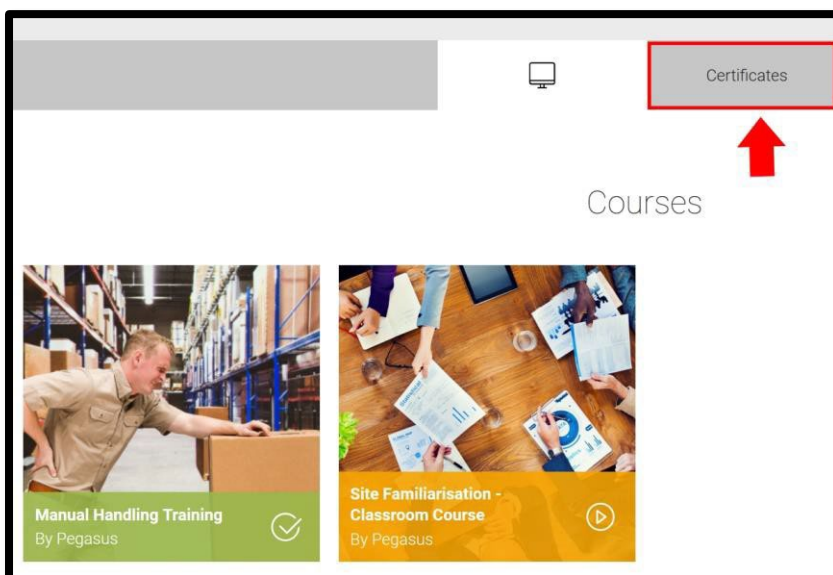 Certificates
Courses
Manual Handling Training
By Pegasus
Site Familiarisation -
Classroom Course
By Pegasus